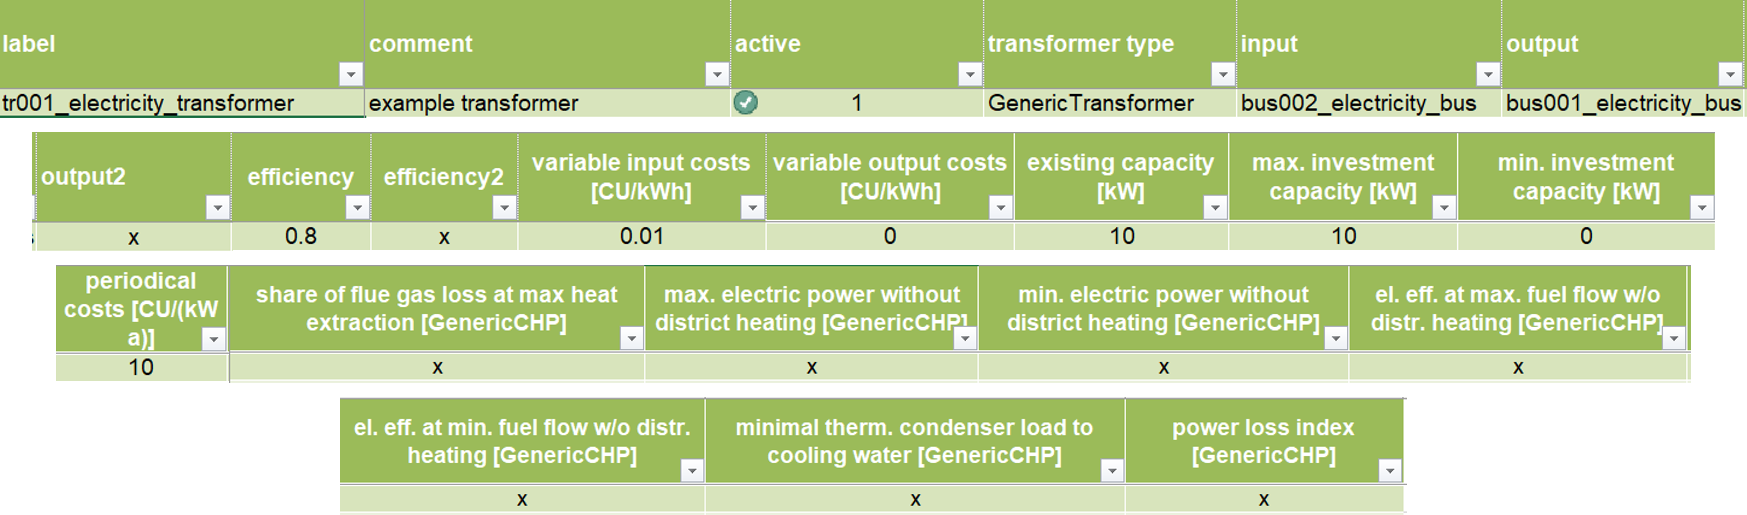 label comment active transformer type input output
tr001_electricity_transformer example transformer 1 GenericTransformer bus002_electricity_bus bus001_electricity_bus
output2 efficiency efficiency2 variable input costs [CU/kWh] variable output costs [CU/kWh] existing capacity [kW] max. investment capacity [kW] min. investment capacity [kW]
x 0.8 x 0.01 0 10 10 0
periodical costs [CU/(kW a)] share of flue gas loss at max heat extraction [GenericCHP] max. electric power without district heating [GenericCHP] min. electric power without district heating [GenericCHP] el. eff. at max. fuel flow w/o distr. heating [GenericCHP]
10 x x x x
el. eff. at min. fuel flow w/o distr. heating [GenericCHP] minimal therm. condenser load to cooling water [GenericCHP] power loss index [GenericCHP]
x x x